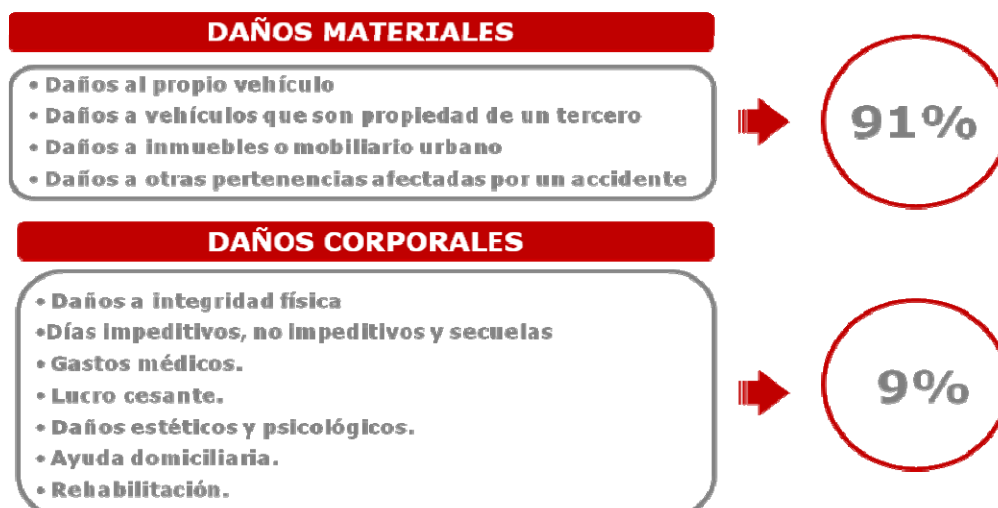 DAÑOS MATERIALES
• Daños al propio vehículo
• Daños a vehículos que son propiedad de un tercero
• Daños a inmuebles o mobiliario urbano
• Daños a otras pertenencias afectadas por un accidente
91%
DAÑOS CORPORALES
• Daños a integridad física
•Días impeditivos, no impeditivos y secuelas
• Gastos médicos.
• Lucro cesante.
• Daños estéticos y psicológicos.
• Ayuda domiciliaria.
• Rehabilitación.
9%